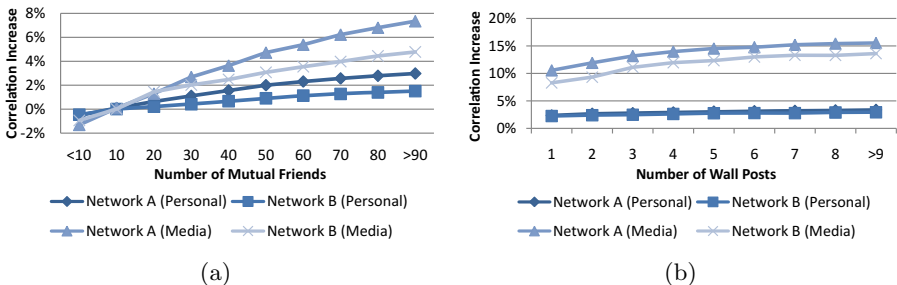 Correlation Increase
8%
6%
4%
2%
0%
-2%
<10 10 20 30 40 50 60 70 80 >90
Number of Mutual Friends
Network A (Personal) Network B (Personal)
Network A (Media) Network B (Media)
(a)
Correlation Increase
20%
15%
10%
5%
0%
1 2 3 4 5 6 7 8 >9
Number of Wall Posts
Network A (Personal) Network B (Personal)
Network A (Media) Network B (Media)
(b)